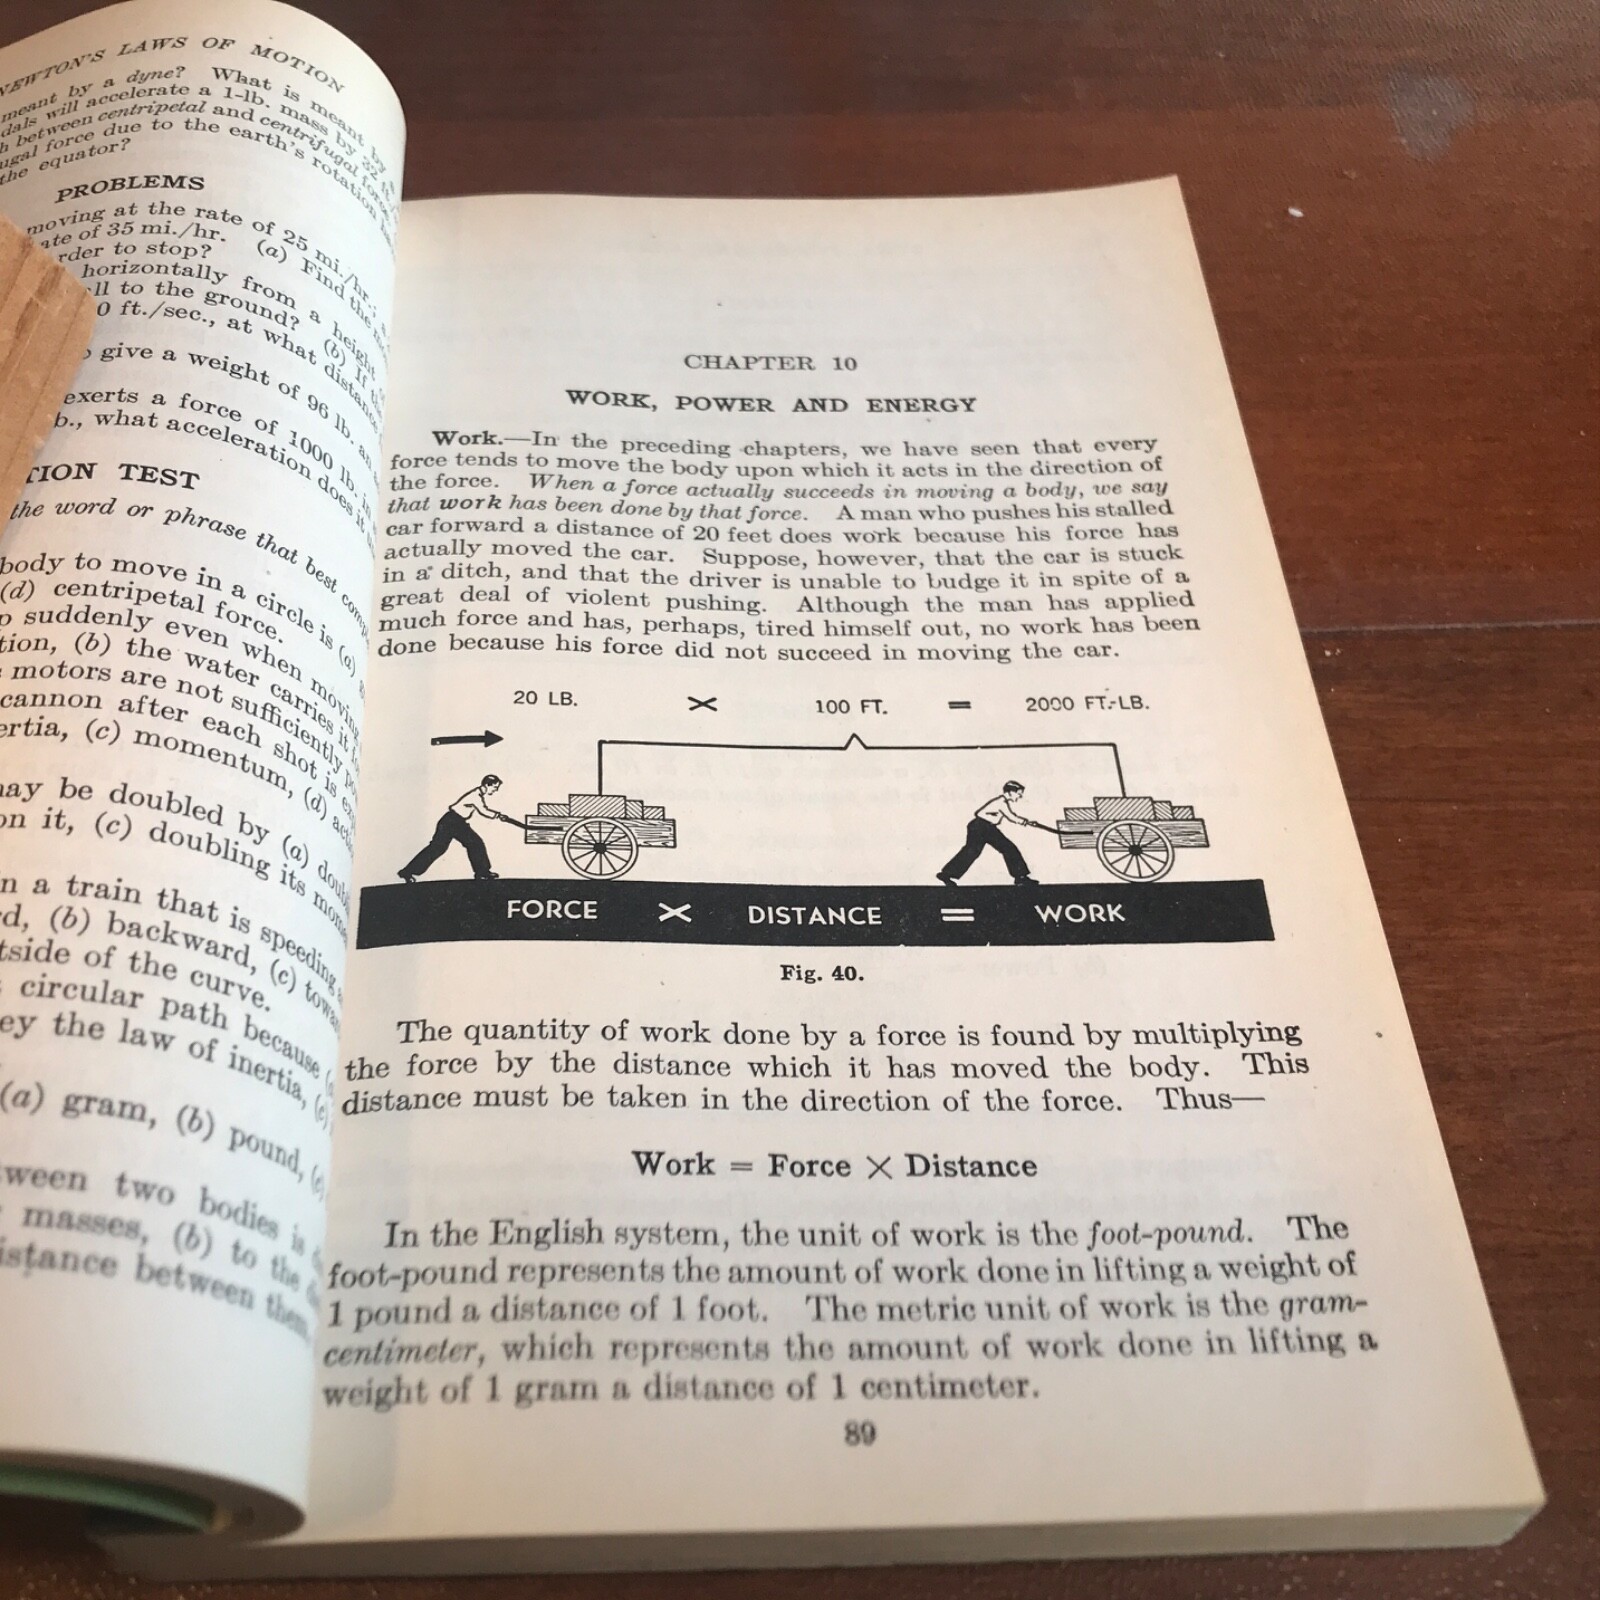 NEWTON'S LAWS OF MOTION
meant by a dyne? What is meant by
dals will accelerate a 1-lb. mass by 32
between centripetal and centrifugal force
ugal force due to the earth's rotation
the equator?
PROBLEMS
moving at the rate of 25 mi./hr.;
ate of 35 mi./hr. (a) Find the
rder to stop?
horizontally from a height
ll to the ground? (b) If
0 ft./sec., at what distance
give a weight of 96 lb. an
exerts a force of 1000 lb. in
b., what acceleration does it
TION TEST
the word or phrase that best comp
body to move in a circle is (a)
(d) centripetal force.
suddenly even when moving
tion, (b) the water carries it
motors are not sufficiently
cannon after each shot is
ertia, (c) momentum, (d)
may be doubled by (a) doub
on it, (c) doubling its mom
n a train that is speeding
rd, (b) backward, (c) towa
tside of the curve.
circular path because
ey the law of inertia, (c)
(a) gram, (b) pound, (c)
ween two bodies is
masses, (b) to the
istance between them
CHAPTER 10
WORK, POWER AND ENERGY
Work.—In the preceding chapters, we have seen that every
force tends to move the body upon which it acts in the direction of
the force. When a force actually succeeds in moving a body, we say
that work has been done by that force. A man who pushes his stalled
car forward a distance of 20 feet does work because his force has
actually moved the car. Suppose, however, that the car is stuck
in a ditch, and that the driver is unable to budge it in spite of a
great deal of violent pushing. Although the man has applied
much force and has, perhaps, tired himself out, no work has been
done because his force did not succeed in moving the car.
20 LB. × 100 FT. = 2000 FT.-LB.
FORCE × DISTANCE = WORK
Fig. 40.
The quantity of work done by a force is found by multiplying
the force by the distance which it has moved the body. This
distance must be taken in the direction of the force. Thus—
Work = Force × Distance
In the English system, the unit of work is the foot-pound. The
foot-pound represents the amount of work done in lifting a weight of
1 pound a distance of 1 foot. The metric unit of work is the gram-
centimeter, which represents the amount of work done in lifting a
weight of 1 gram a distance of 1 centimeter.
89